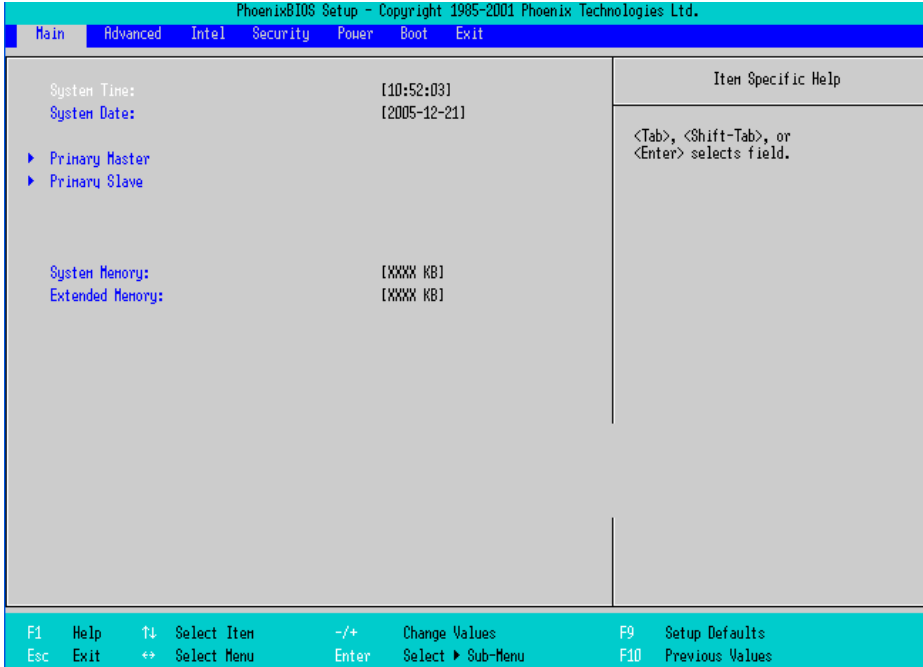 PhoenixBIOS Setup - Copyright 1985-2001 Phoenix Technologies Ltd.
Main Advanced Intel Security Power Boot Exit
Item Specific Help
System Time: [10:52:03]
System Date: [2005-12-21]
<Tab>, <Shift-Tab>, or
<Enter> selects field.
Primary Master
Primary Slave
System Memory: [XXXX KB]
Extended Memory: [XXXX KB]
F1 Help ↑↓ Select Item -/+ Change Values F9 Setup Defaults
Esc Exit ↔ Select Menu Enter Select ▶ Sub-Menu F10 Previous Values